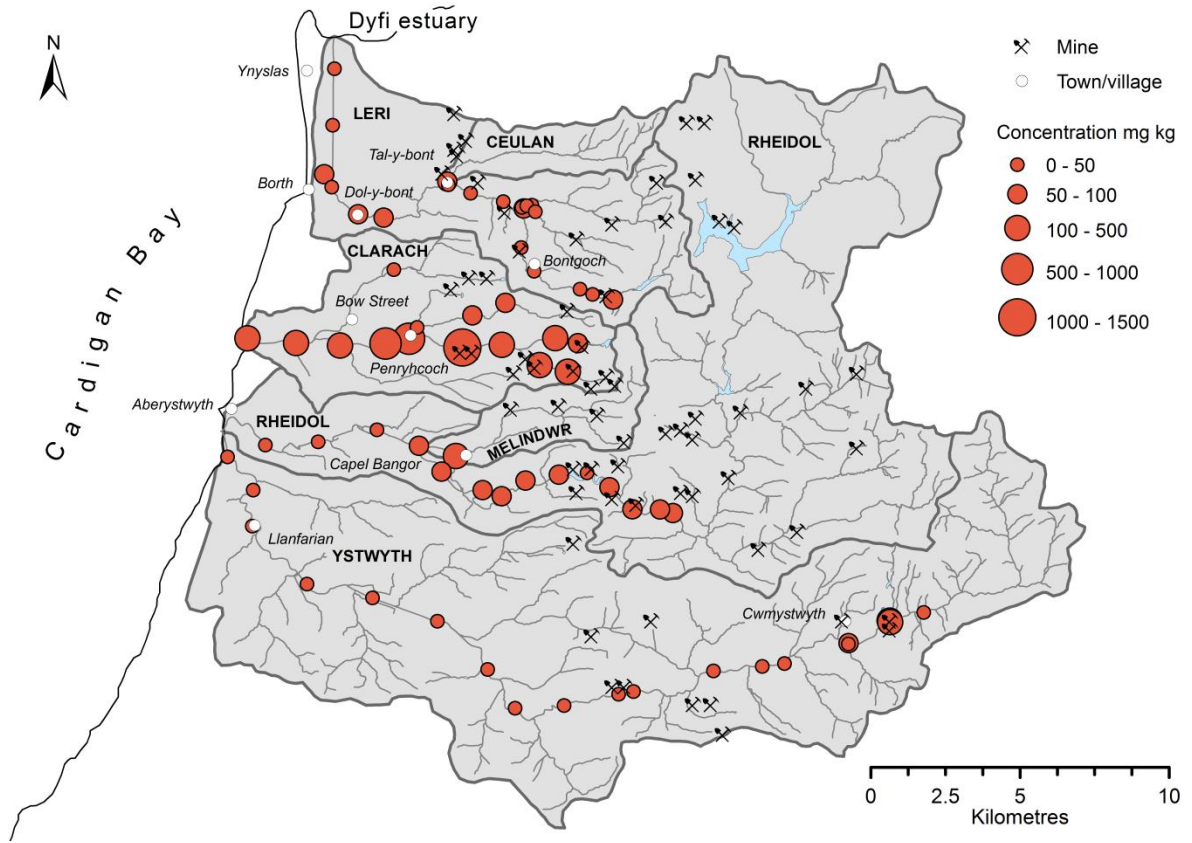 Dyfi estuary
N
Ynyslas
LERI
CEULAN
RHEIDOL
Tal-y-bont
Borth
Dol-y-bont
CLARACH
Bontgoch
Bow Street
Penryhcoch
Cardigan Bay
Aberystwyth
RHEIDOL
MELINDWR
Capel Bangor
Llanfarian
YSTWYTH
Cwmystwyth
Mine
Town/village
Concentration mg kg
0 - 50
50 - 100
100 - 500
500 - 1000
1000 - 1500
0 2.5 5 10
Kilometres